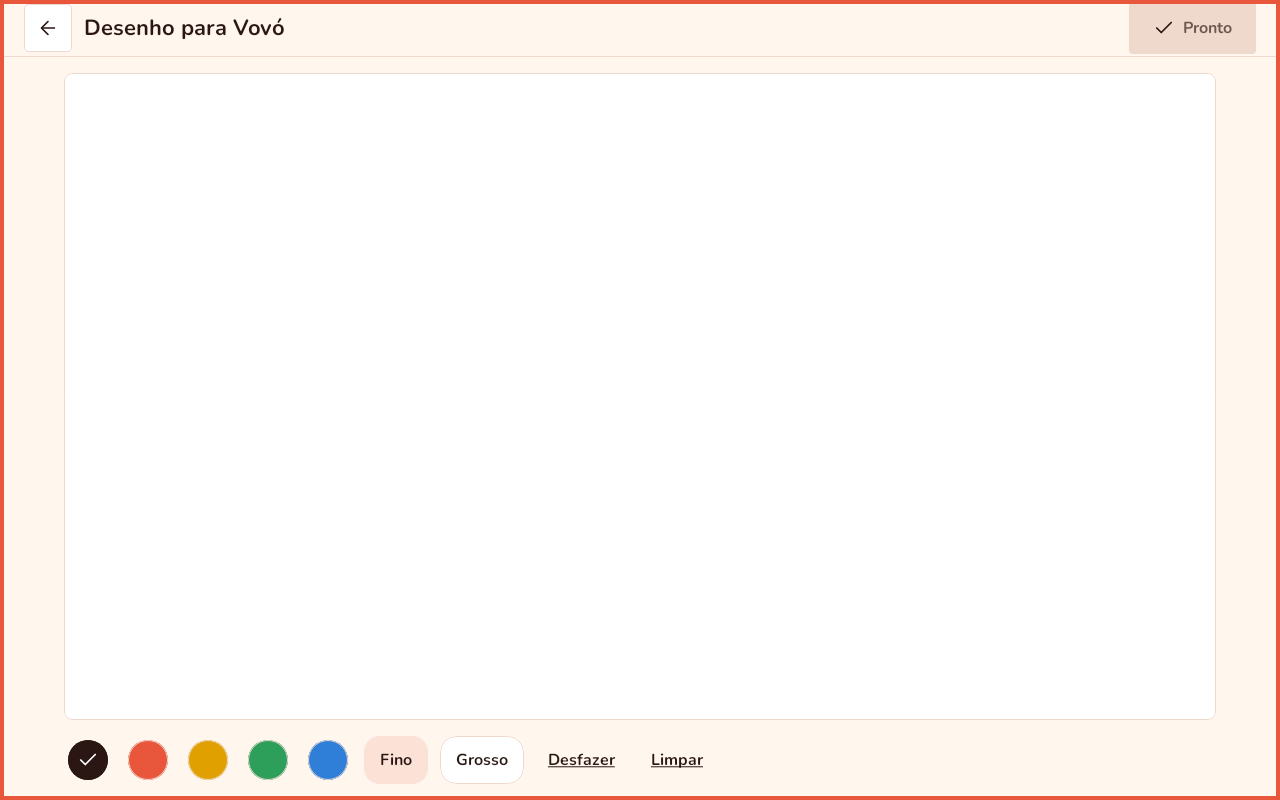 Desenho para Vovó
Pronto
Fino
Grosso
Desfazer
Limpar